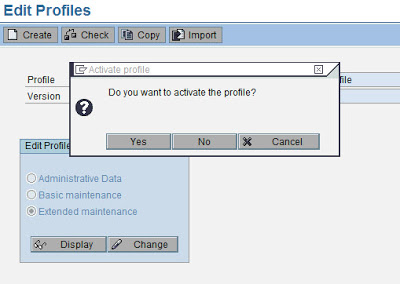 Edit Profiles
Create Check Copy Import
Activate profile
Profile
Version
Do you want to activate the profile?
Yes No Cancel
Edit Profile
Administrative Data
Basic maintenance
Extended maintenance
Display Change